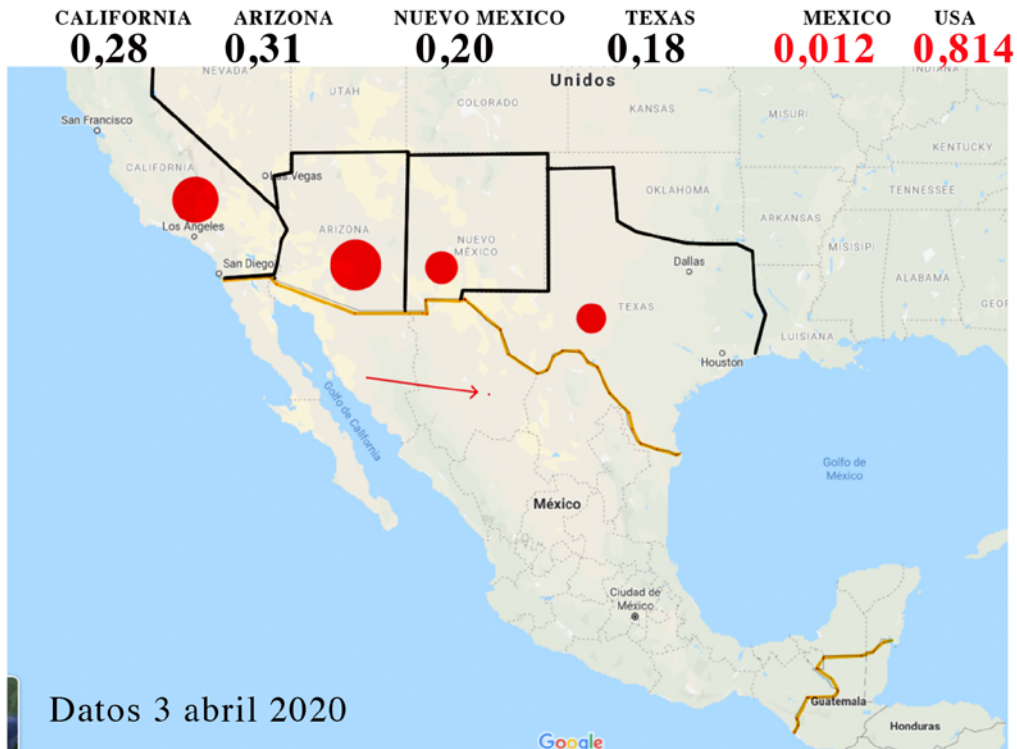 CALIFORNIA ARIZONA NUEVO MEXICO TEXAS MEXICO USA
0,28 0,31 0,20 0,18 0,012 0,814
NEVADA
Unidos
INDIANA
UTAH
COLORADO
KANSAS
MISURI
San Francisco
KENTUCKY
CALIFORNIA
Las Vegas
OKLAHOMA
TENNESSEE
ARKANSAS
Los Ángeles
ARIZONA
NUEVO
MÉXICO
MISISIPI
San Diego
Dallas
ALABAMA
TEXAS
GEOR
LUISIANA
Houston
Golfo de California
Golfo de
México
México
Ciudad de
México
Guatemala
Honduras
Datos 3 abril 2020
Google